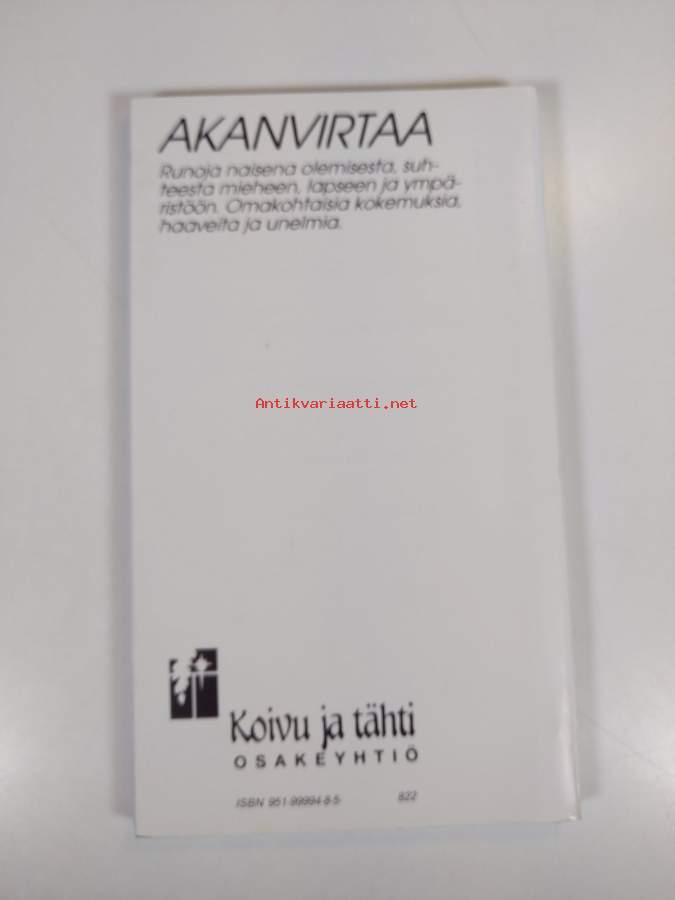 AKANVIRTAA
Runoja naisena olemisesta, suh-
teesta mieheen, lapseen ja ympä-
ristöön. Omakohtaisia kokemuksia,
haaveita ja unelmia.
Antikvariaatti.net
Koivu ja tähti
OSAKEYHTIÖ
ISBN 951-99994-8-5 822